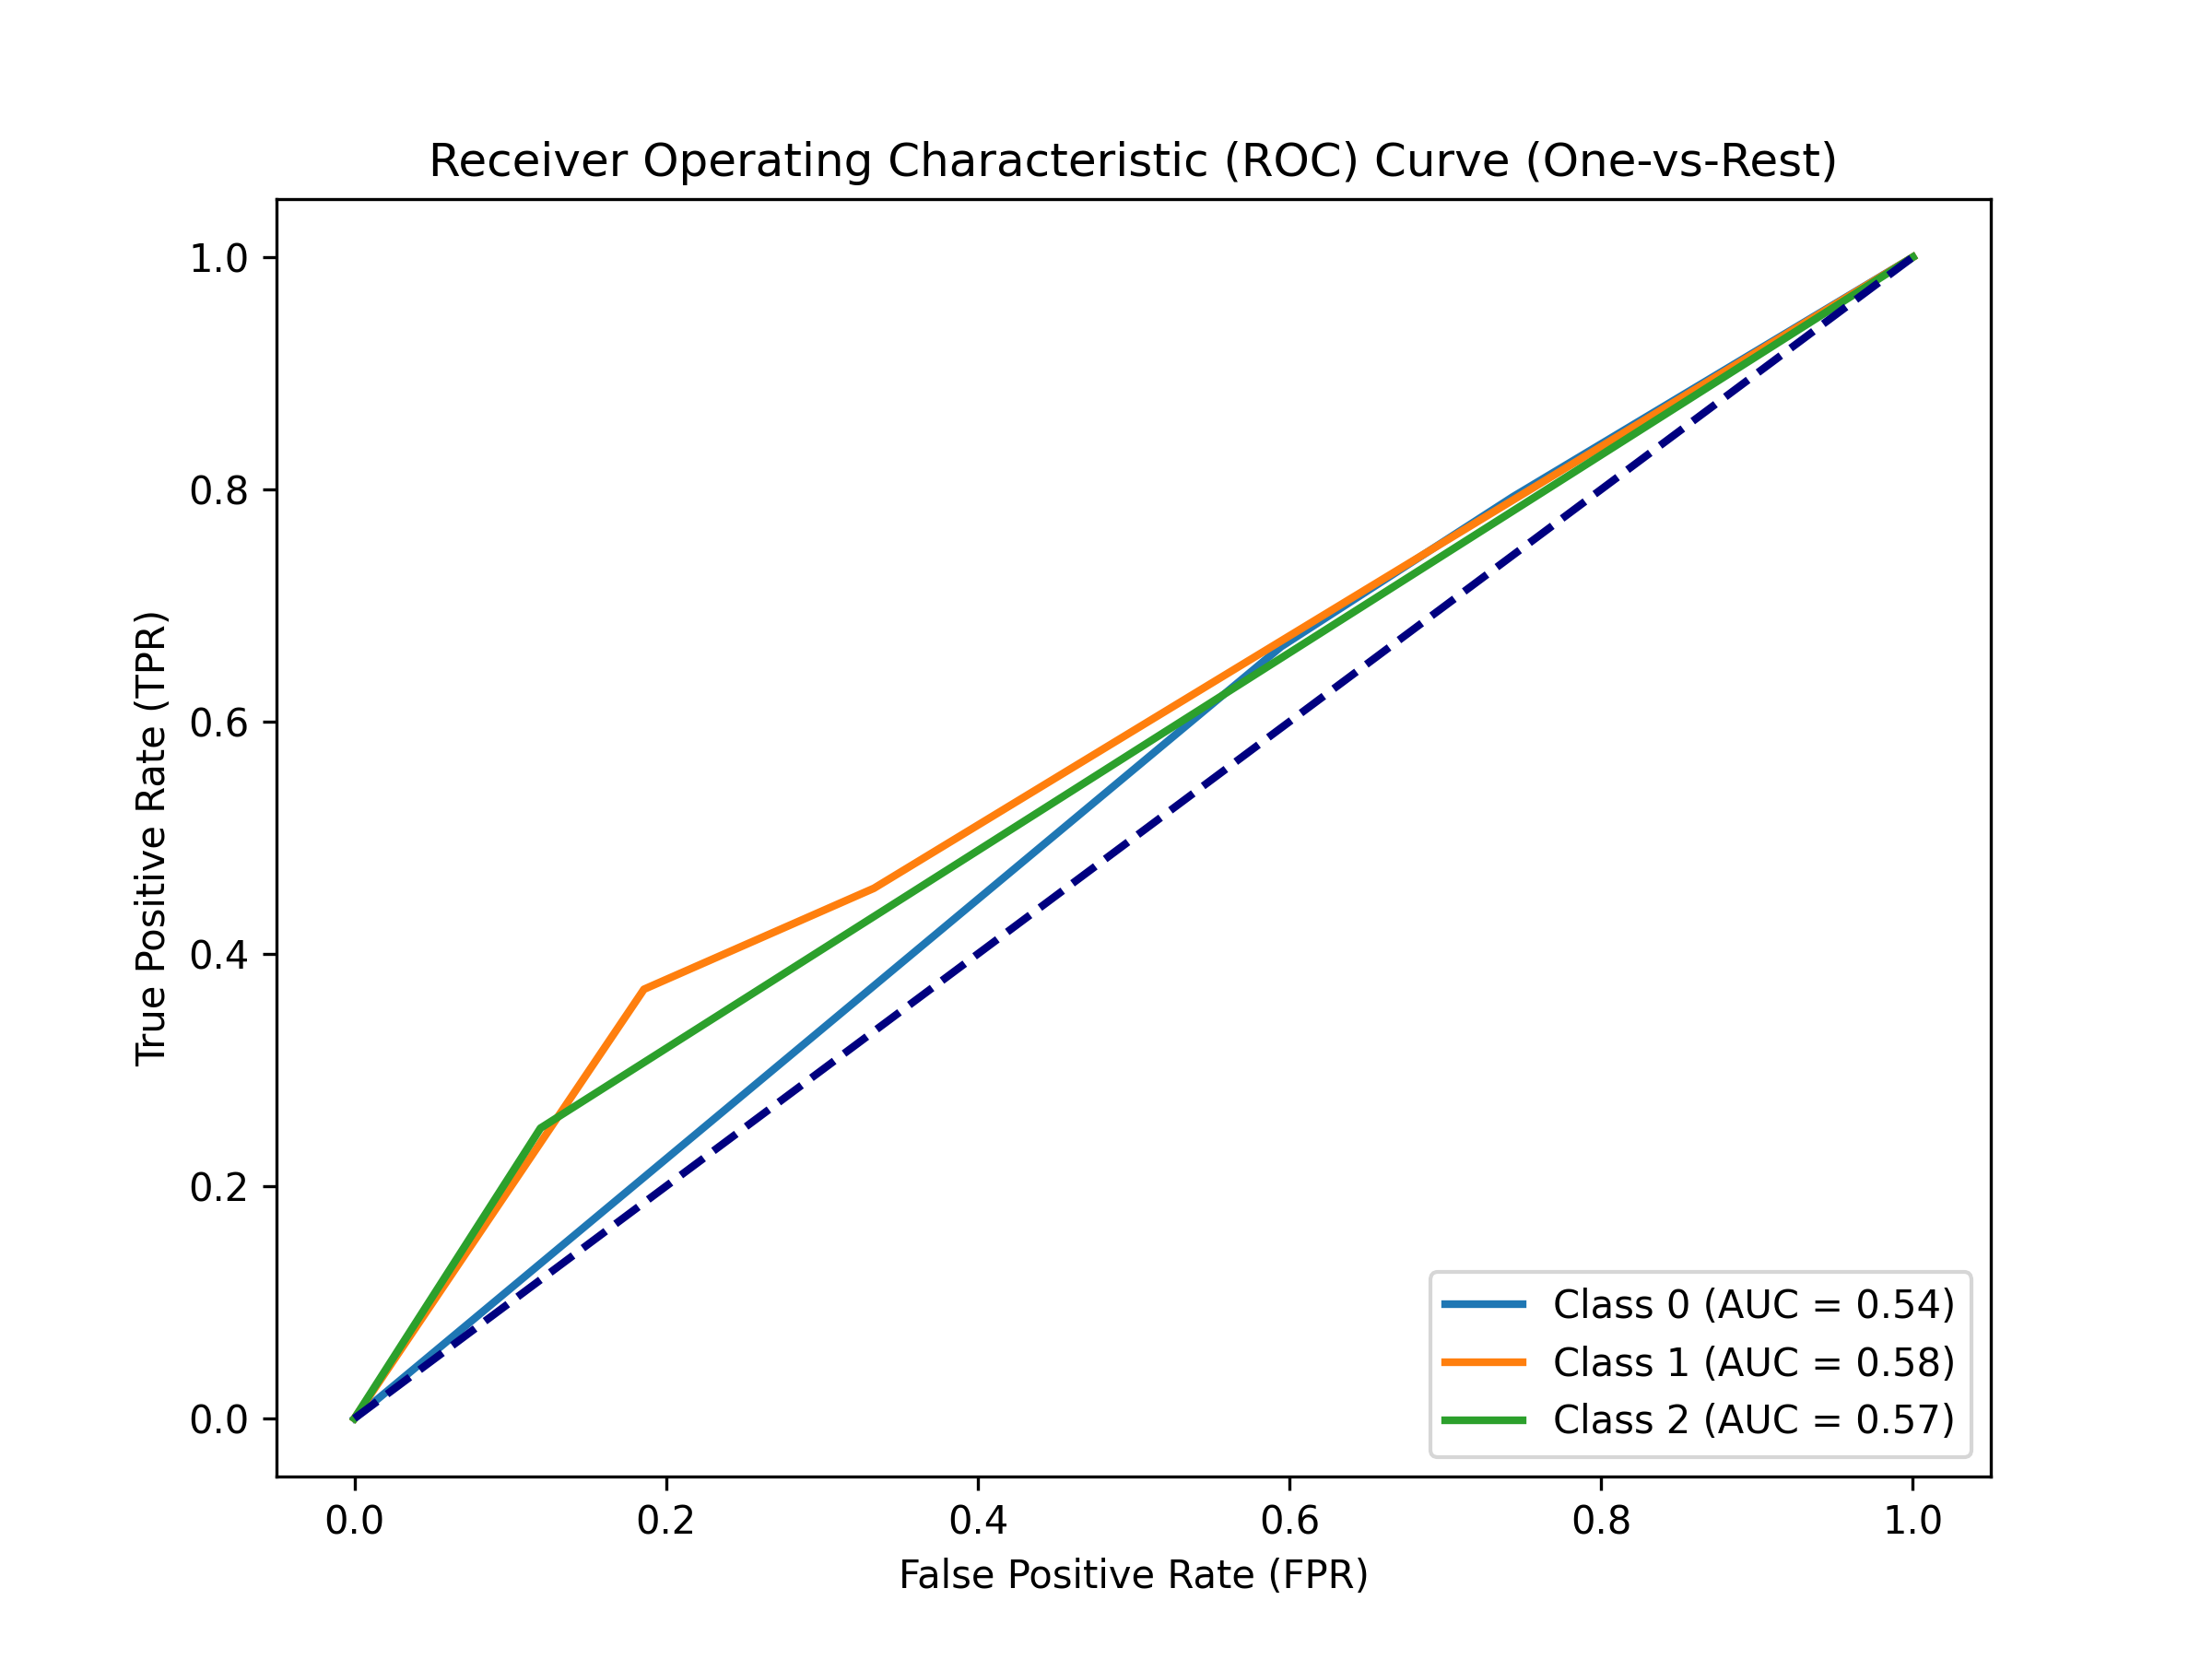 Receiver Operating Characteristic (ROC) Curve (One-vs-Rest)
True Positive Rate (TPR)
1.0
0.8
0.6
0.4
0.2
0.0
Class 0 (AUC = 0.54)
Class 1 (AUC = 0.58)
Class 2 (AUC = 0.57)
0.0 0.2 0.4 0.6 0.8 1.0
False Positive Rate (FPR)